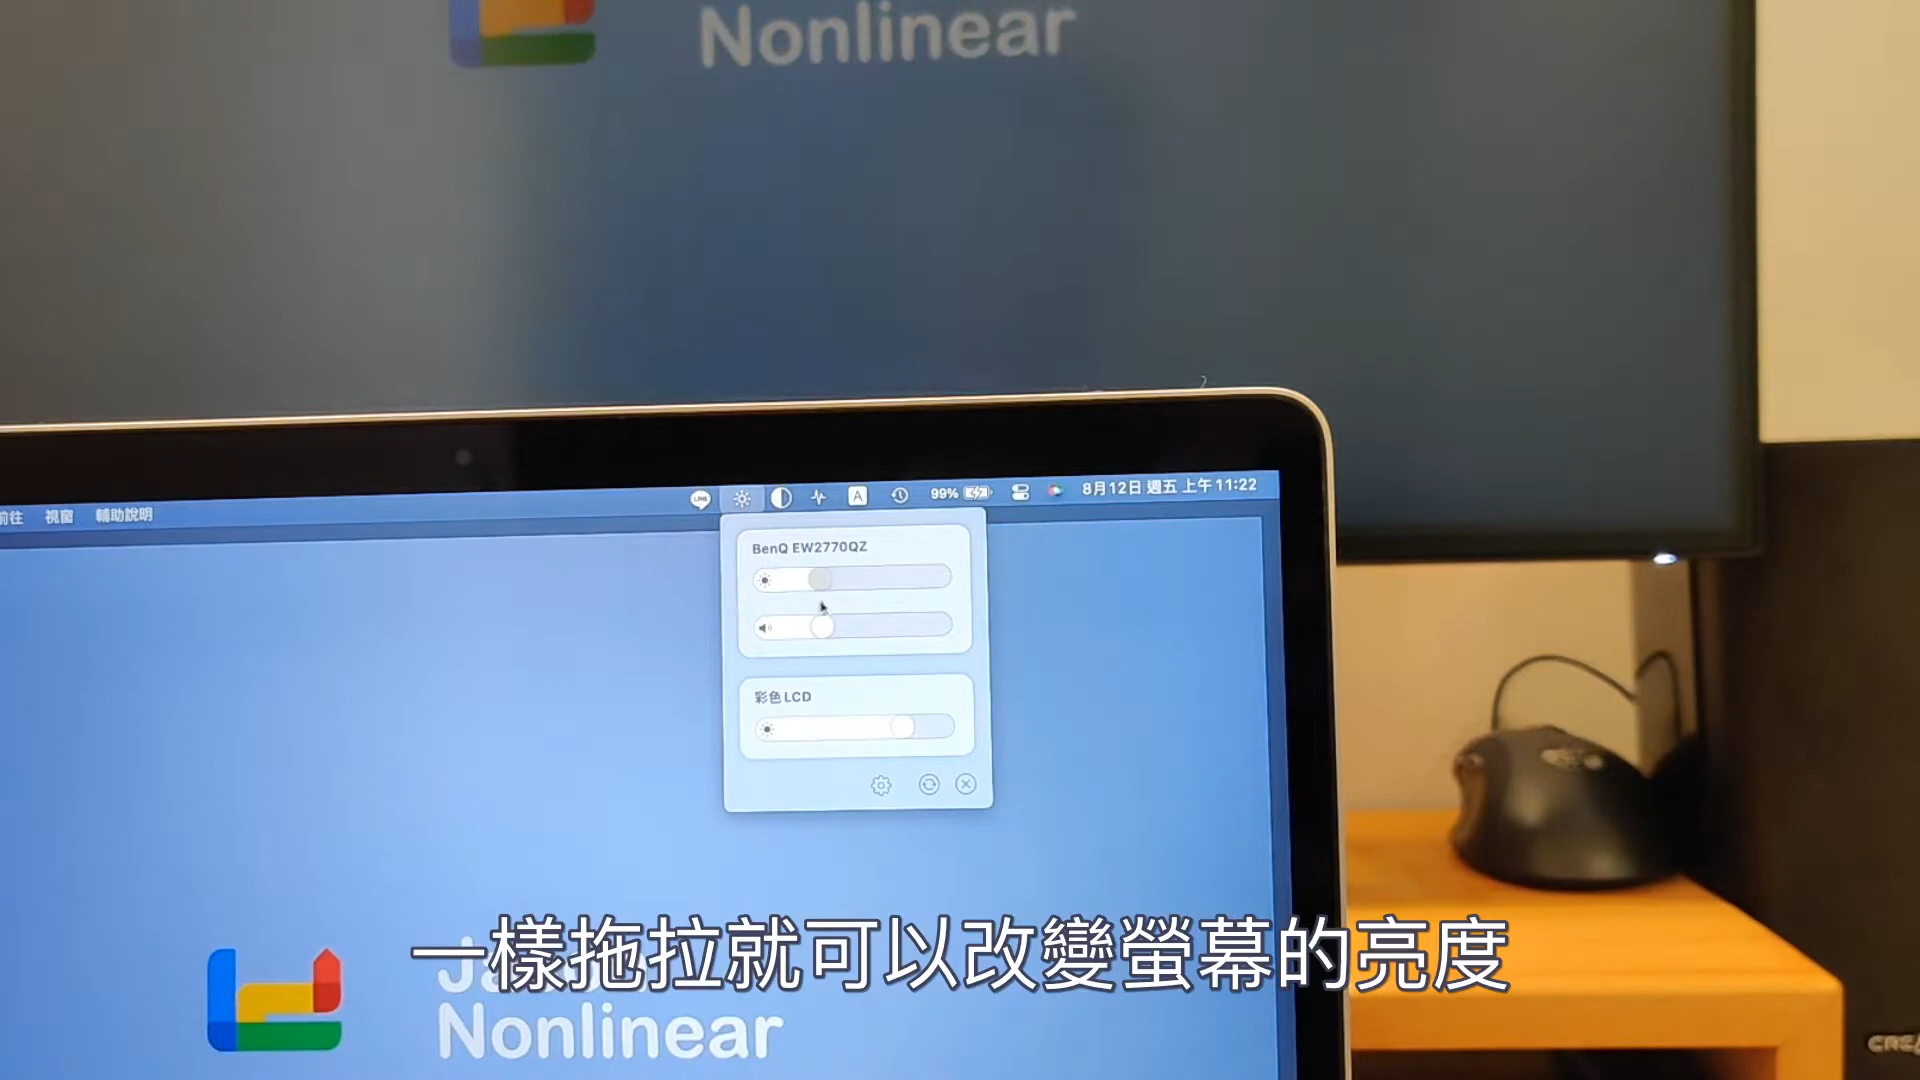 Nonlinear
前往 視窗 輔助說明
LINE A 99% 8月12日 週五 上午11:22
BenQ EW2770QZ
彩色 LCD
一樣拖拉就可以改變螢幕的亮度
Nonlinear